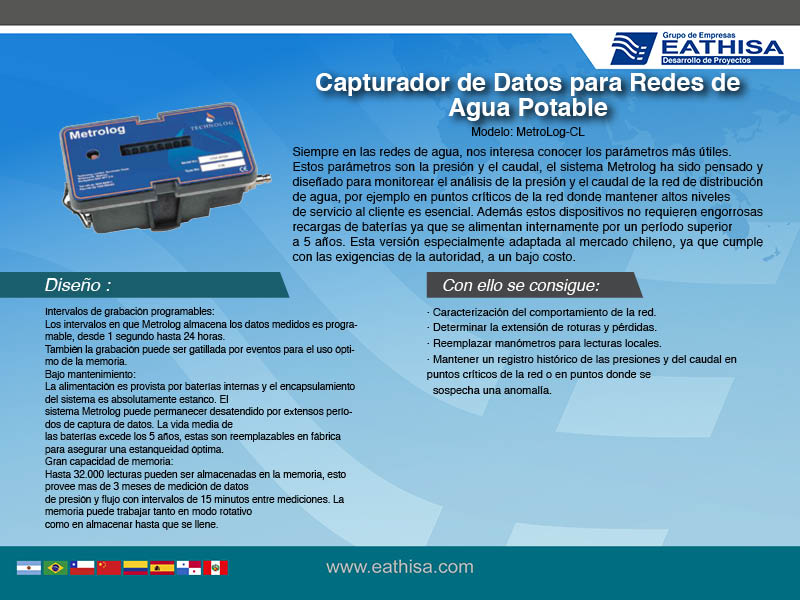 Grupo de Empresas
EATHISA
Desarrollo de Proyectos
Capturador de Datos para Redes de
Agua Potable
Modelo: MetroLog-CL
Metrolog
TECHNOLOG
Siempre en las redes de agua, nos interesa conocer los parámetros más útiles.
Estos parámetros son la presión y el caudal, el sistema Metrolog ha sido pensado y
diseñado para monitorear el análisis de la presión y el caudal de la red de distribución
de agua, por ejemplo en puntos críticos de la red donde mantener altos niveles
de servicio al cliente es esencial. Además estos dispositivos no requieren engorrosas
recargas de baterías ya que se alimentan internamente por un período superior
a 5 años. Esta versión especialmente adaptada al mercado chileno, ya que cumple
con las exigencias de la autoridad, a un bajo costo.
Diseño :
Intervalos de grabación programables:
Los intervalos en que Metrolog almacena los datos medidos es progra-
mable, desde 1 segundo hasta 24 horas.
También la grabación puede ser gatillada por eventos para el uso ópti-
mo de la memoria.
Bajo mantenimiento:
La alimentación es provista por baterías internas y el encapsulamiento
del sistema es absolutamente estanco. El
sistema Metrolog puede permanecer desatendido por extensos perío-
dos de captura de datos. La vida media de
las baterías excede los 5 años, estas son reemplazables en fábrica
para asegurar una estanqueidad óptima.
Gran capacidad de memoria:
Hasta 32.000 lecturas pueden ser almacenadas en la memoria, esto
provee mas de 3 meses de medición de datos
de presión y flujo con intervalos de 15 minutos entre mediciones. La
memoria puede trabajar tanto en modo rotativo
como en almacenar hasta que se llene.
Con ello se consigue:
· Caracterización del comportamiento de la red.
· Determinar la extensión de roturas y pérdidas.
· Reemplazar manómetros para lecturas locales.
· Mantener un registro histórico de las presiones y del caudal en
puntos críticos de la red o en puntos donde se
sospecha una anomalía.
www.eathisa.com